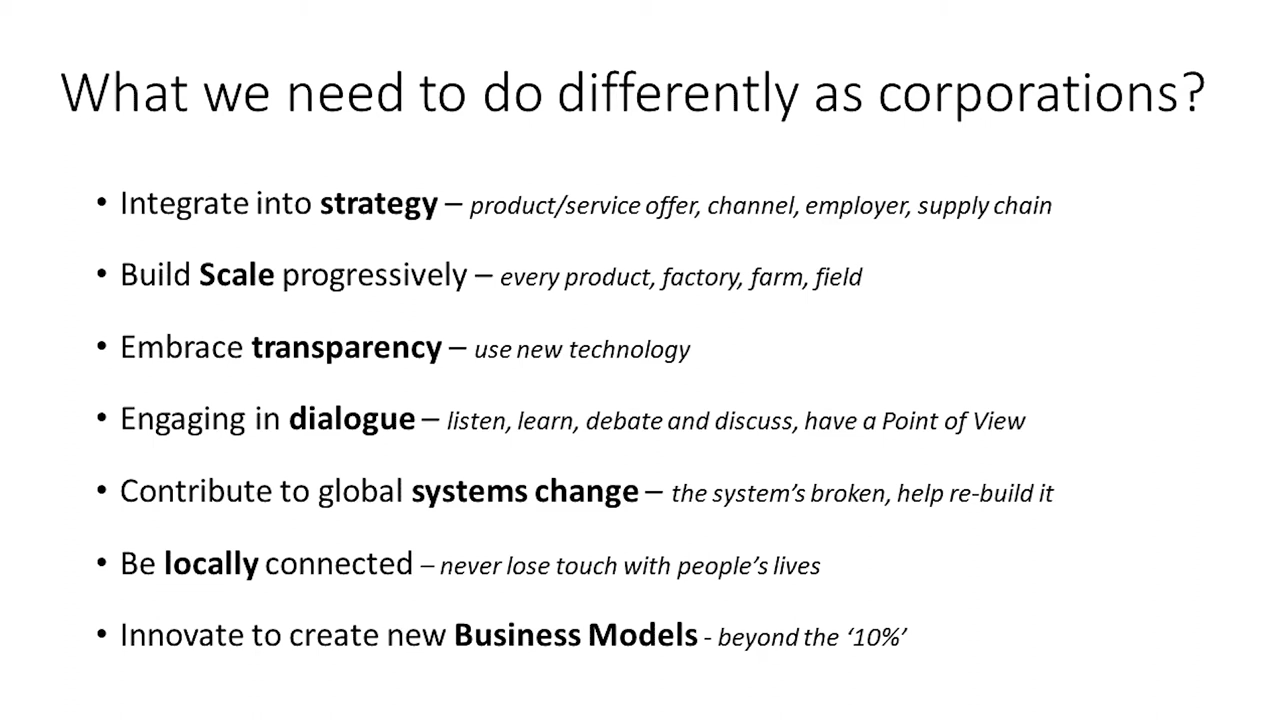 What we need to do differently as corporations?
• Integrate into strategy – product/service offer, channel, employer, supply chain
• Build Scale progressively – every product, factory, farm, field
• Embrace transparency – use new technology
• Engaging in dialogue – listen, learn, debate and discuss, have a Point of View
• Contribute to global systems change – the system’s broken, help re-build it
• Be locally connected – never lose touch with people’s lives
• Innovate to create new Business Models - beyond the ‘10%’